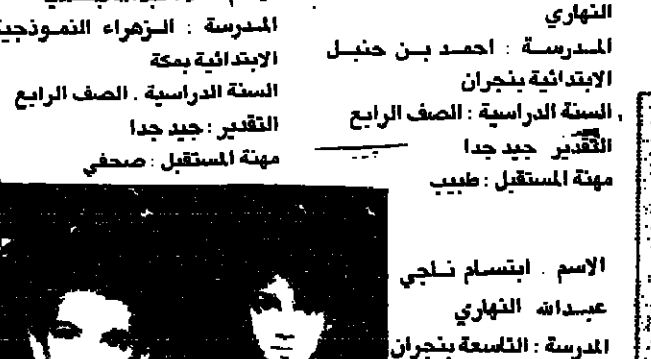 النهاري
المدرسة : احمد بن حنبل
الابتدائية بنجران
السنة الدراسية : الصف الرابع
التقدير جيد جدا
مهنة المستقبل : طبيب
الاسم . ابتسام ناجي
عبدالله النهاري
المدرسة : التاسعة بنجران
المدرسة : الزهراء النموذجية
الابتدائية بمكة
السنة الدراسية . الصف الرابع
التقدير : جيد جدا
مهنة المستقبل : صحفي